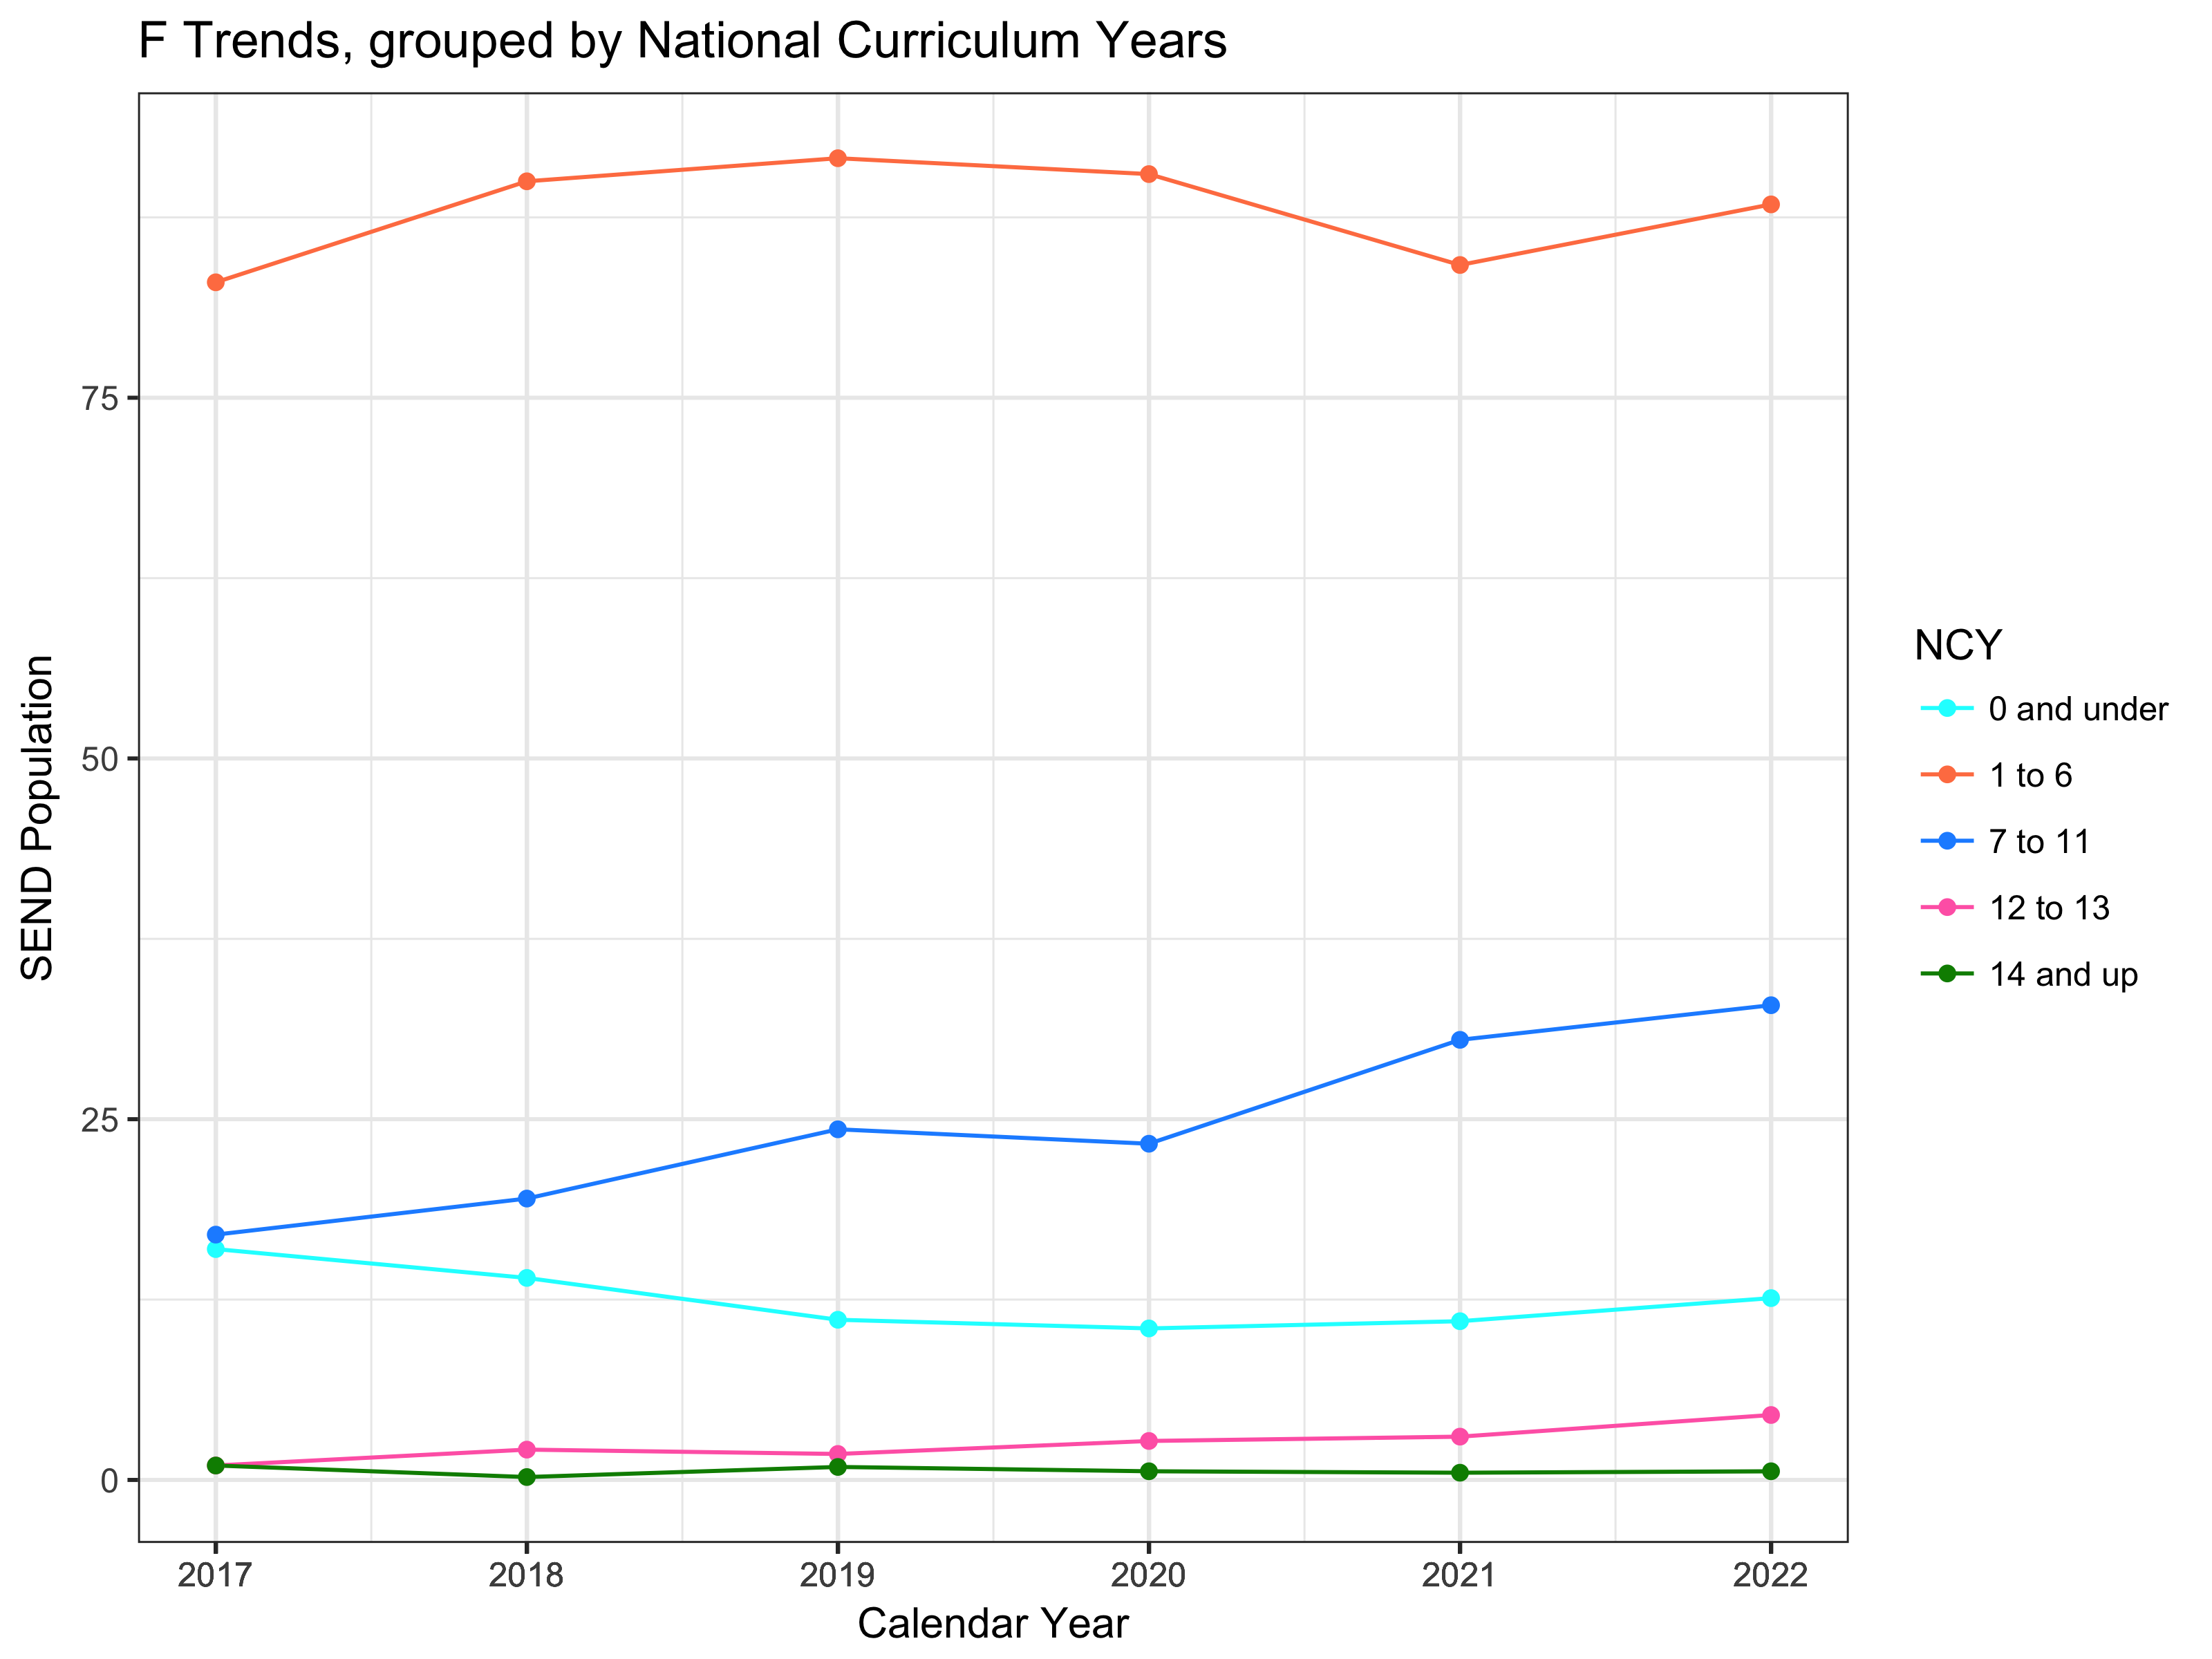 F Trends, grouped by National Curriculum Years
SEND Population
75
50
25
0
2017 2018 2019 2020 2021 2022
Calendar Year
NCY
0 and under
1 to 6
7 to 11
12 to 13
14 and up